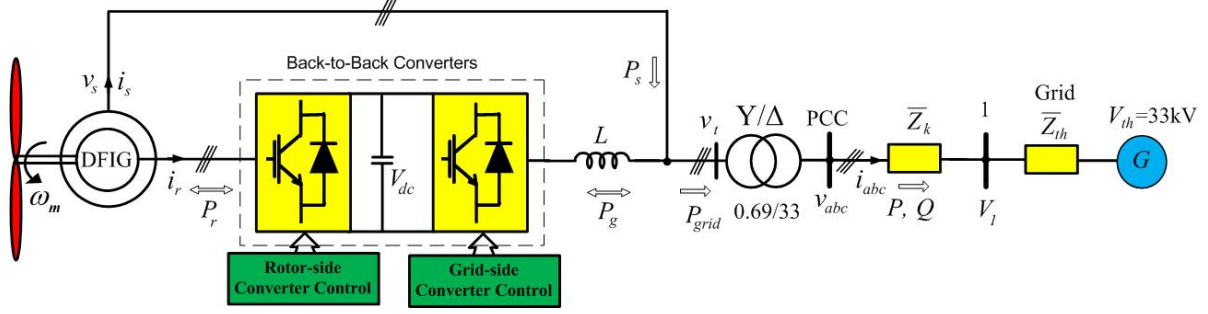 Back-to-Back Converters
v_s i_s
DFIG
ω_m
i_r
P_r
V_dc
L
P_g
P_s
v_t
P_grid
Y/Δ
0.69/33
PCC
v_abc
i_abc
P, Q
Z̅_k
1
V_1
Grid
Z̅_th
V_th=33kV
G
Rotor-side
Converter Control
Grid-side
Converter Control